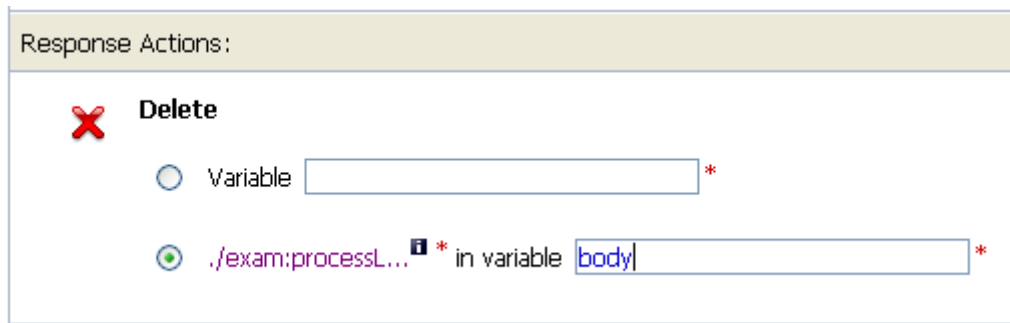 Response Actions:
Delete
Variable *
./exam:processL... i * in variable body *